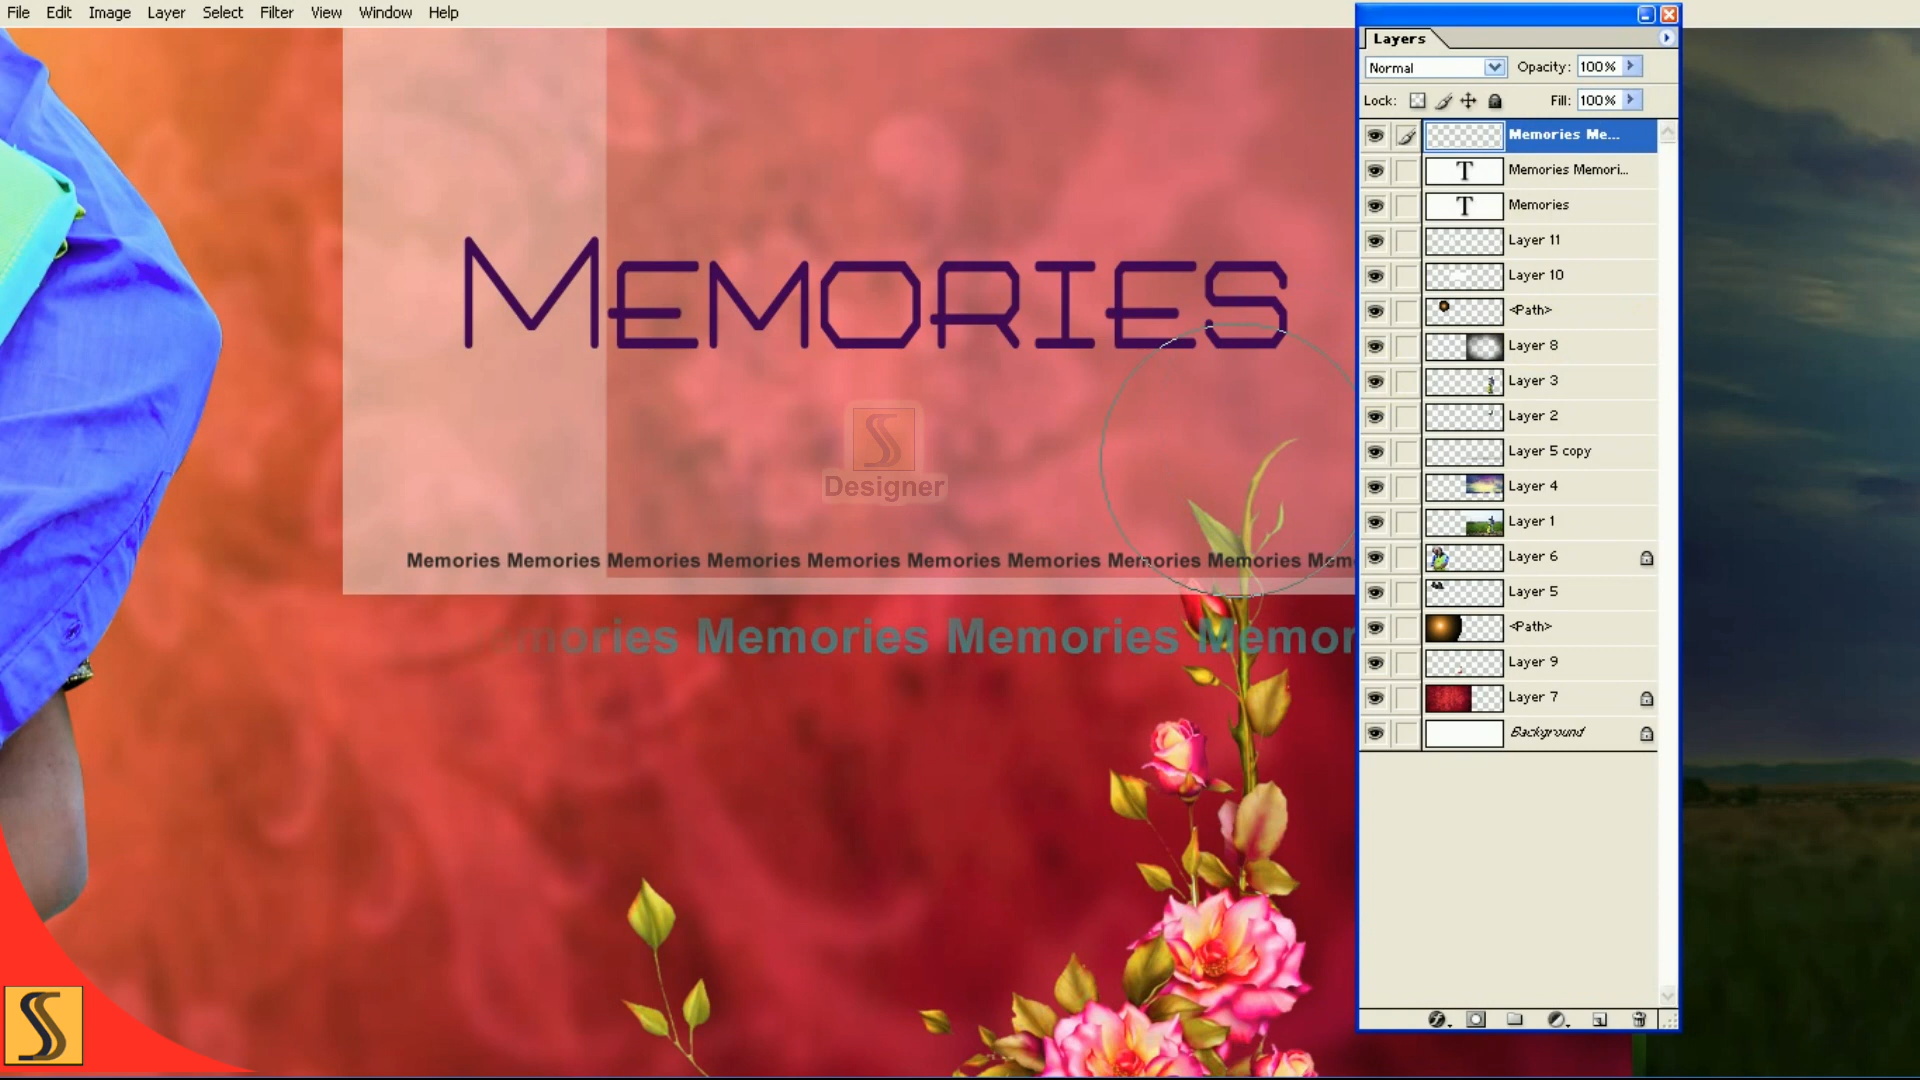 File Edit Image Layer Select Filter View Window Help
Layers
Normal Opacity: 100%
Lock: Fill: 100%
Memories Me...
T Memories Memori...
T Memories
Layer 11
Layer 10
<Path>
Layer 8
Layer 3
Layer 2
Layer 5 copy
Layer 4
Layer 1
Layer 6
Layer 5
<Path>
Layer 9
Layer 7
Background
MEMORIES
S
Designer
Memories Memories Memories Memories Memories Memories Memories Memories Memories Mem
mories Memories Memories Memor
S